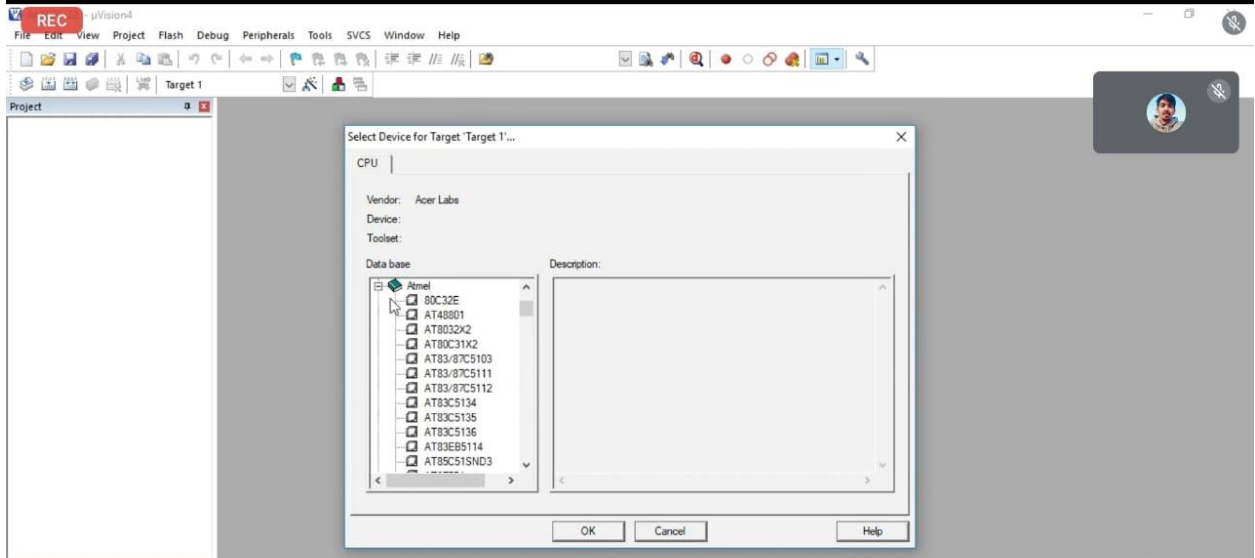 REC
- µVision4
File Edit View Project Flash Debug Peripherals Tools SVCS Window Help
Target 1
Project
Select Device for Target 'Target 1'...
CPU
Vendor: Acer Labs
Device:
Toolset:
Data base
Description:
Atmel
80C32E
AT48801
AT8032X2
AT80C31X2
AT83/87C5103
AT83/87C5111
AT83/87C5112
AT83C5134
AT83C5135
AT83C5136
AT83EB5114
AT85C51SND3
OK Cancel Help